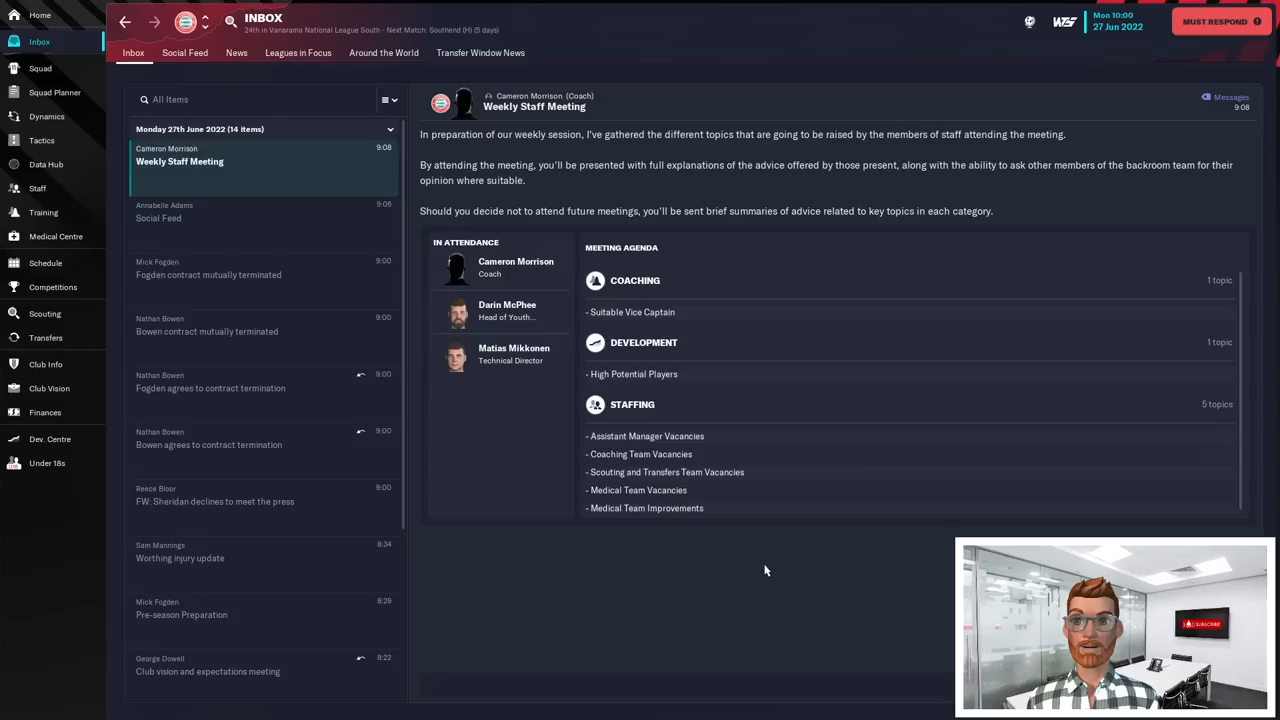 Home
Inbox
Squad
Squad Planner
Dynamics
Tactics
Data Hub
Staff
Training
Medical Centre
Schedule
Competitions
Scouting
Transfers
Club Info
Club Vision
Finances
Dev. Centre
Under 18s
INBOX
24th in Vanarama National League South - Next Match: Southend (H) (5 days)
Mon 10:00
27 Jun 2022
MUST RESPOND
Inbox
Social Feed
News
Leagues in Focus
Around the World
Transfer Window News
All Items
Monday 27th June 2022 (14 items)
Cameron Morrison 9:08
Weekly Staff Meeting
Annabelle Adams 9:06
Social Feed
Mick Fogden 9:00
Fogden contract mutually terminated
Nathan Bowen 9:00
Bowen contract mutually terminated
Nathan Bowen 9:00
Fogden agrees to contract termination
Nathan Bowen 9:00
Bowen agrees to contract termination
Reece Bloor 9:00
FW: Sheridan declines to meet the press
Sam Mannings 8:34
Worthing injury update
Mick Fogden 8:29
Pre-season Preparation
George Dowell 8:22
Club vision and expectations meeting
Cameron Morrison (Coach)
Weekly Staff Meeting
Messages
9:08
In preparation of our weekly session, I've gathered the different topics that are going to be raised by the members of staff attending the meeting.
By attending the meeting, you'll be presented with full explanations of the advice offered by those present, along with the ability to ask other members of the backroom team for their
opinion where suitable.
Should you decide not to attend future meetings, you'll be sent brief summaries of advice related to key topics in each category.
IN ATTENDANCE
Cameron Morrison
Coach
Darin McPhee
Head of Youth...
Matias Mikkonen
Technical Director
MEETING AGENDA
COACHING 1 topic
- Suitable Vice Captain
DEVELOPMENT 1 topic
- High Potential Players
STAFFING 5 topics
- Assistant Manager Vacancies
- Coaching Team Vacancies
- Scouting and Transfers Team Vacancies
- Medical Team Vacancies
- Medical Team Improvements
SUBSCRIBE